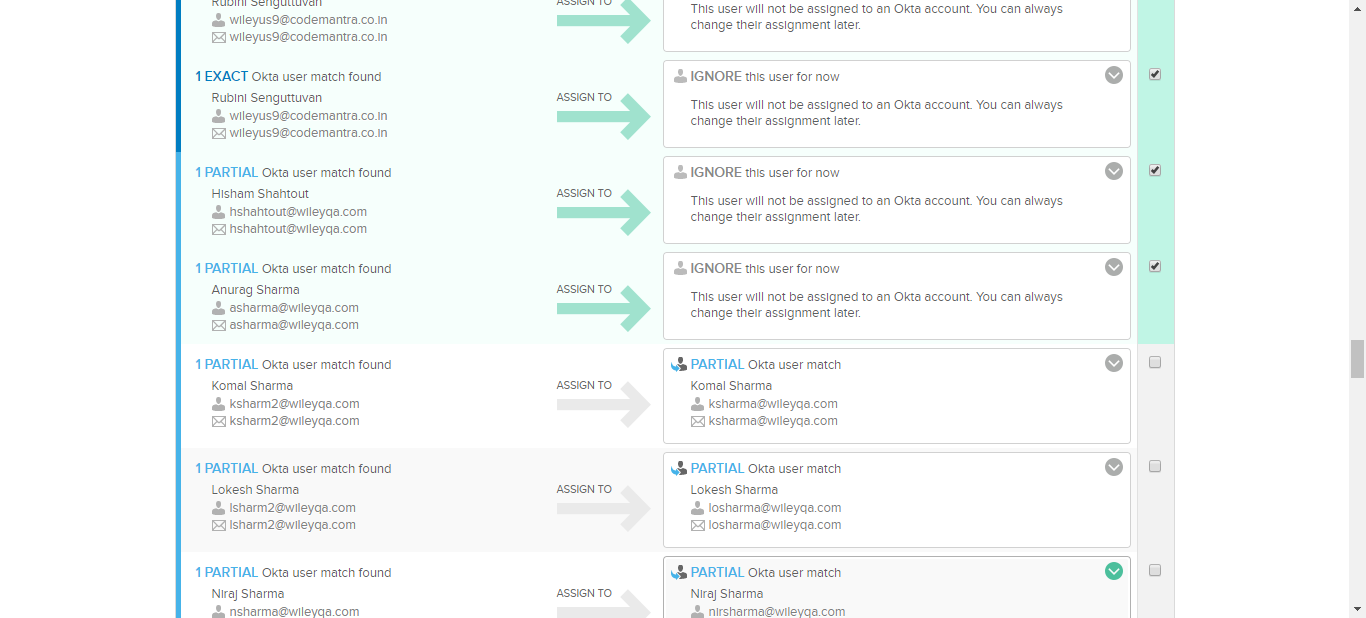 Rubini Senguttuvan
wileyus9@codemantra.co.in
wileyus9@codemantra.co.in
ASSIGN TO
This user will not be assigned to an Okta account. You can always
change their assignment later.
1 EXACT Okta user match found
Rubini Senguttuvan
wileyus9@codemantra.co.in
wileyus9@codemantra.co.in
ASSIGN TO
IGNORE this user for now
This user will not be assigned to an Okta account. You can always
change their assignment later.
1 PARTIAL Okta user match found
Hisham Shahtout
hshahtout@wileyqa.com
hshahtout@wileyqa.com
ASSIGN TO
IGNORE this user for now
This user will not be assigned to an Okta account. You can always
change their assignment later.
1 PARTIAL Okta user match found
Anurag Sharma
asharma@wileyqa.com
asharma@wileyqa.com
ASSIGN TO
IGNORE this user for now
This user will not be assigned to an Okta account. You can always
change their assignment later.
1 PARTIAL Okta user match found
Komal Sharma
ksharm2@wileyqa.com
ksharm2@wileyqa.com
ASSIGN TO
PARTIAL Okta user match
Komal Sharma
ksharma@wileyqa.com
ksharma@wileyqa.com
1 PARTIAL Okta user match found
Lokesh Sharma
lsharm2@wileyqa.com
lsharm2@wileyqa.com
ASSIGN TO
PARTIAL Okta user match
Lokesh Sharma
losharma@wileyqa.com
losharma@wileyqa.com
1 PARTIAL Okta user match found
Niraj Sharma
nsharma@wileyqa.com
ASSIGN TO
PARTIAL Okta user match
Niraj Sharma
nirsharma@wileyqa.com